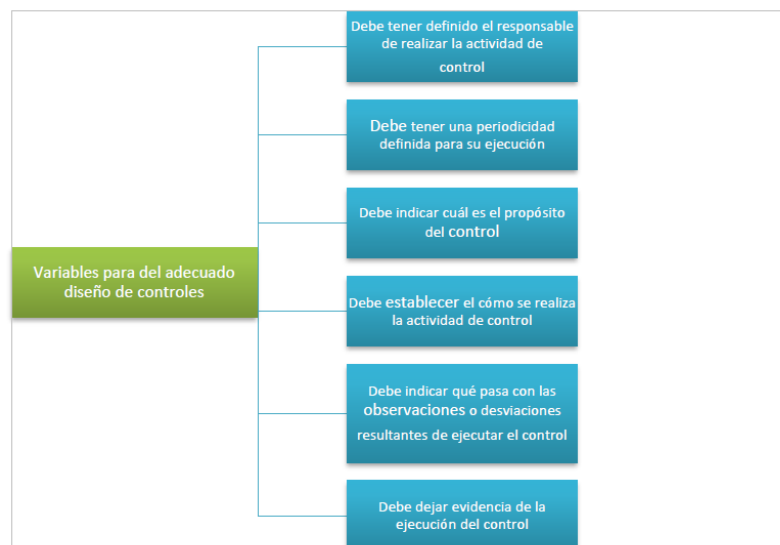 Debe tener definido el responsable
de realizar la actividad de
control
Debe tener una periodicidad
definida para su ejecución
Debe indicar cuál es el propósito
del control
Variables para del adecuado
diseño de controles
Debe establecer el cómo se realiza
la actividad de control
Debe indicar qué pasa con las
observaciones o desviaciones
resultantes de ejecutar el control
Debe dejar evidencia de la
ejecución del control